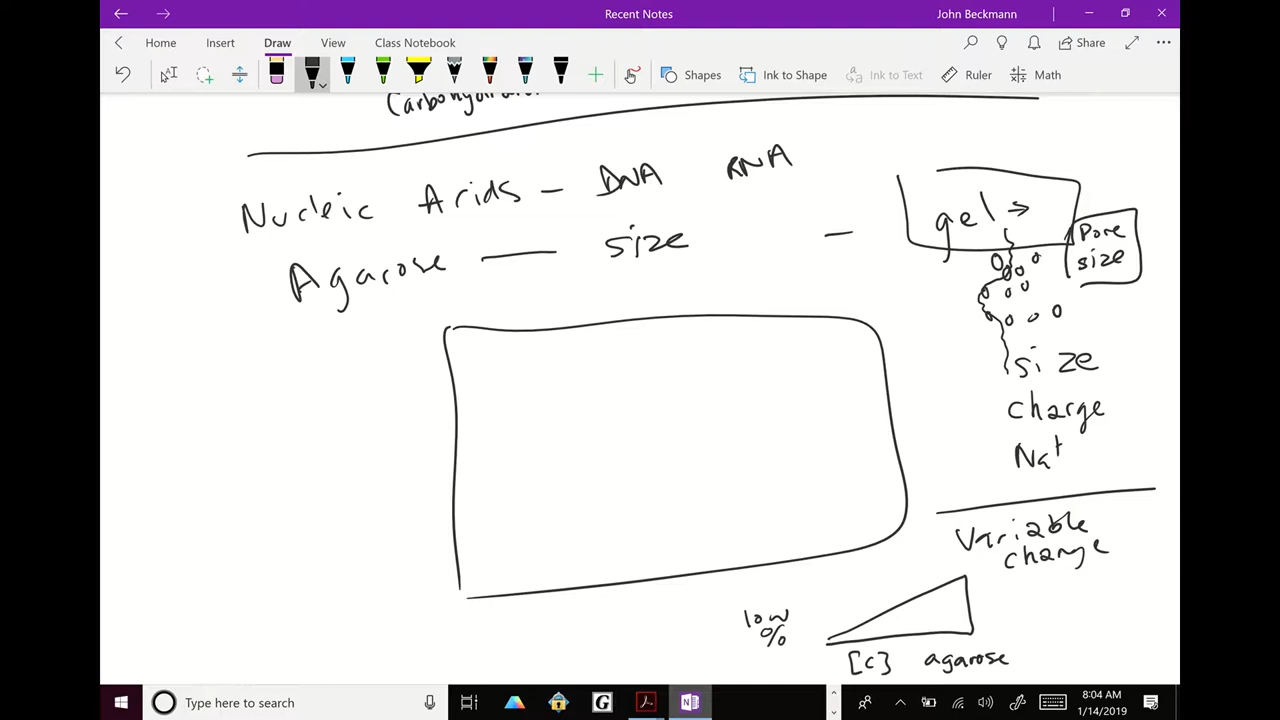 Recent Notes
John Beckmann
Home Insert Draw View Class Notebook
Share
Shapes Ink to Shape Ink to Text Ruler Math
Nucleic Acids - DNA RNA
Agarose — size -
gel →
Pore
size
size
charge
Na+
Variable
change
low
%
[c] agarose
Type here to search
8:04 AM
1/14/2019